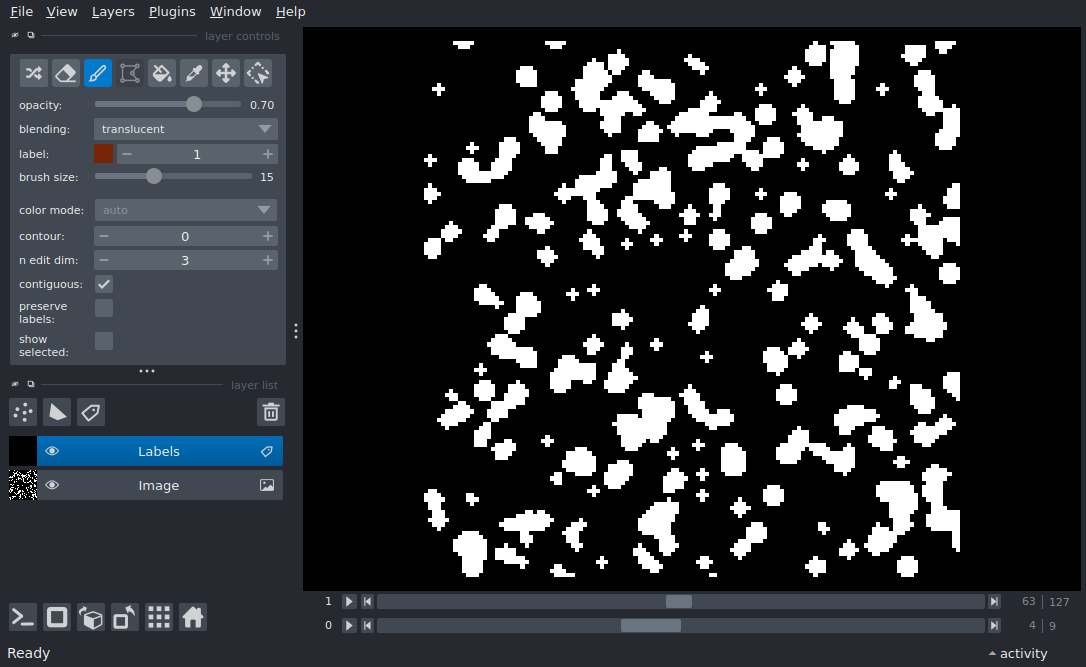 File View Layers Plugins Window Help
layer controls
opacity: 0.70
blending: translucent
label: 1
brush size: 15
color mode: auto
contour: 0
n edit dim: 3
contiguous:
preserve
labels:
show
selected:
layer list
Labels
Image
1 63 127
0 4 9
Ready activity